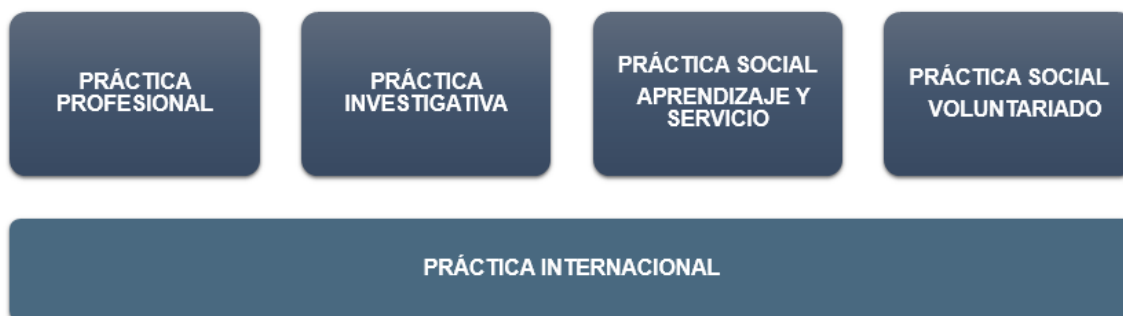 PRÁCTICA
PROFESIONAL
PRÁCTICA
INVESTIGATIVA
PRÁCTICA SOCIAL
APRENDIZAJE Y
SERVICIO
PRÁCTICA SOCIAL
VOLUNTARIADO
PRÁCTICA INTERNACIONAL